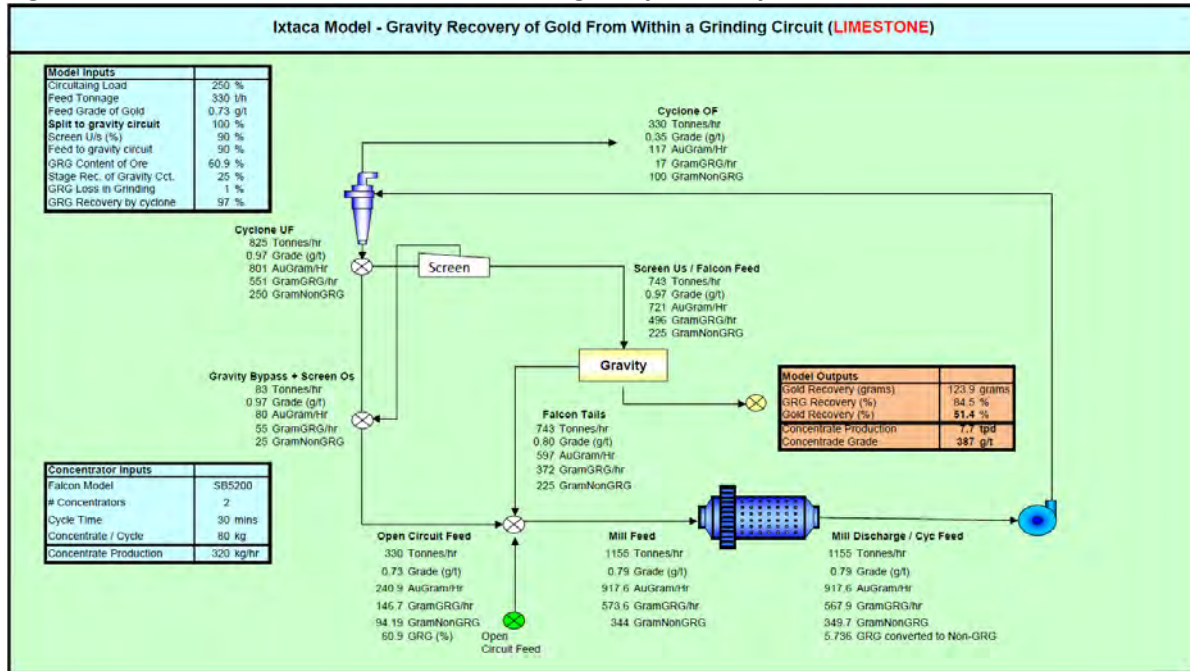 Ixtaca Model - Gravity Recovery of Gold From Within a Grinding Circuit (LIMESTONE)
Model Inputs
Circultaing Load 250 %
Feed Tonnage 330 t/h
Feed Grade of Gold 0.73 g/t
Split to gravity circuit 100 %
Screen U/s (%) 90 %
Feed to gravity circuit 90 %
GRG Content of Ore 60.9 %
Stage Rec. of Gravity Cct. 25 %
GRG Loss in Grinding 1 %
GRG Recovery by cyclone 97 %
Cyclone OF
330 Tonnes/hr
0.35 Grade (g/t)
117 AuGram/Hr
17 GramGRG/hr
100 GramNonGRG
Cyclone UF
825 Tonnes/hr
0.97 Grade (g/t)
801 AuGram/Hr
551 GramGRG/hr
250 GramNonGRG
Screen
Screen Us / Falcon Feed
743 Tonnes/hr
0.97 Grade (g/t)
721 AuGram/Hr
496 GramGRG/hr
225 GramNonGRG
Gravity
Gravity Bypass + Screen Os
83 Tonnes/hr
0.97 Grade (g/t)
80 AuGram/Hr
55 GramGRG/hr
25 GramNonGRG
Model Outputs
Gold Recovery (grams) 123.9 grams
GRG Recovery (%) 84.5 %
Gold Recovery (%) 51.4 %
Concentrate Production 7.7 tpd
Concentrade Grade 387 g/t
Falcon Tails
743 Tonnes/hr
0.80 Grade (g/t)
597 AuGram/Hr
372 GramGRG/hr
225 GramNonGRG
Concentrator Inputs
Falcon Model SB5200
# Concentrators 2
Cycle Time 30 mins
Concentrate / Cycle 80 kg
Concentrate Production 320 kg/hr
Open Circuit Feed
330 Tonnes/hr
0.73 Grade (g/t)
240.9 AuGram/Hr
146.7 GramGRG/hr
94.19 GramNonGRG
60.9 GRG (%)
Open
Circuit Feed
Mill Feed
1155 Tonnes/hr
0.79 Grade (g/t)
917.6 AuGram/Hr
573.6 GramGRG/hr
344 GramNonGRG
Mill Discharge / Cyc Feed
1155 Tonnes/hr
0.79 Grade (g/t)
917.6 AuGram/Hr
567.9 GramGRG/hr
349.7 GramNonGRG
5.736 GRG converted to Non-GRG